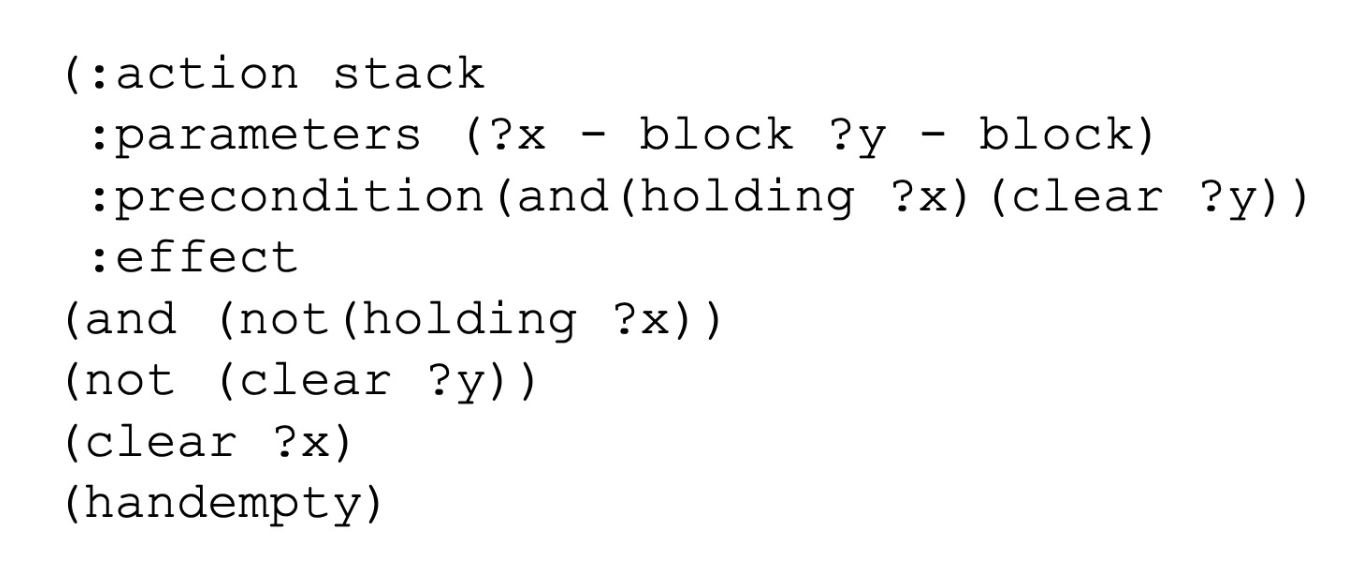 (:action stack
:parameters (?x - block ?y - block)
:precondition(and(holding ?x)(clear ?y))
:effect
(and (not(holding ?x))
(not (clear ?y))
(clear ?x)
(handempty)